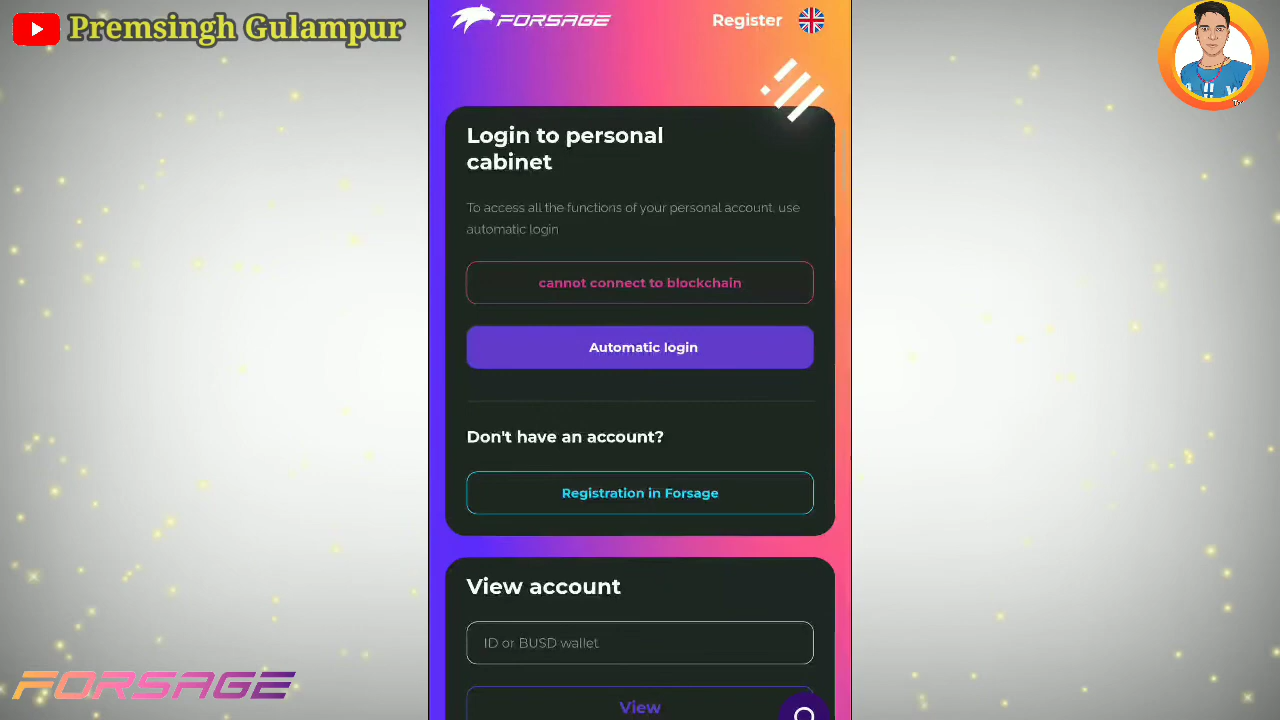 Premsingh Gulampur
FORSAGE
Register
Login to personal
cabinet
To access all the functions of your personal account, use
automatic login
cannot connect to blockchain
Automatic login
Don't have an account?
Registration in Forsage
View account
ID or BUSD wallet
View
FORSAGE